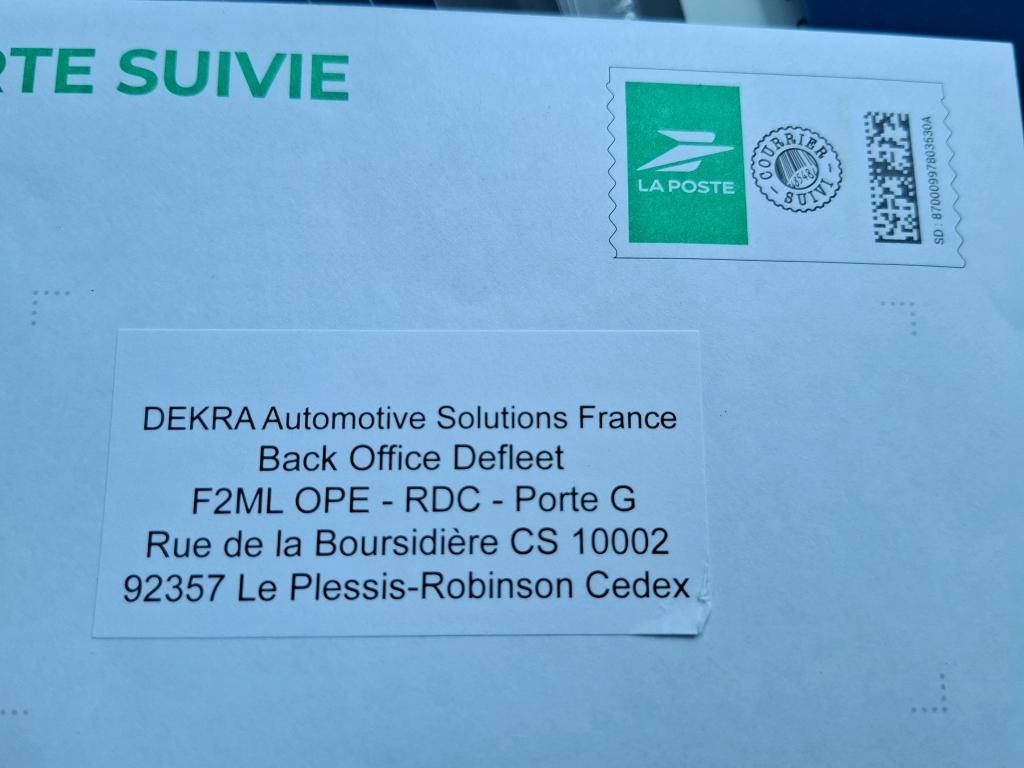 RTE SUIVIE
LA POSTE
COURRIER
SUIVI
SD : 87000997803530A
DEKRA Automotive Solutions France
Back Office Defleet
F2ML OPE - RDC - Porte G
Rue de la Boursidière CS 10002
92357 Le Plessis-Robinson Cedex